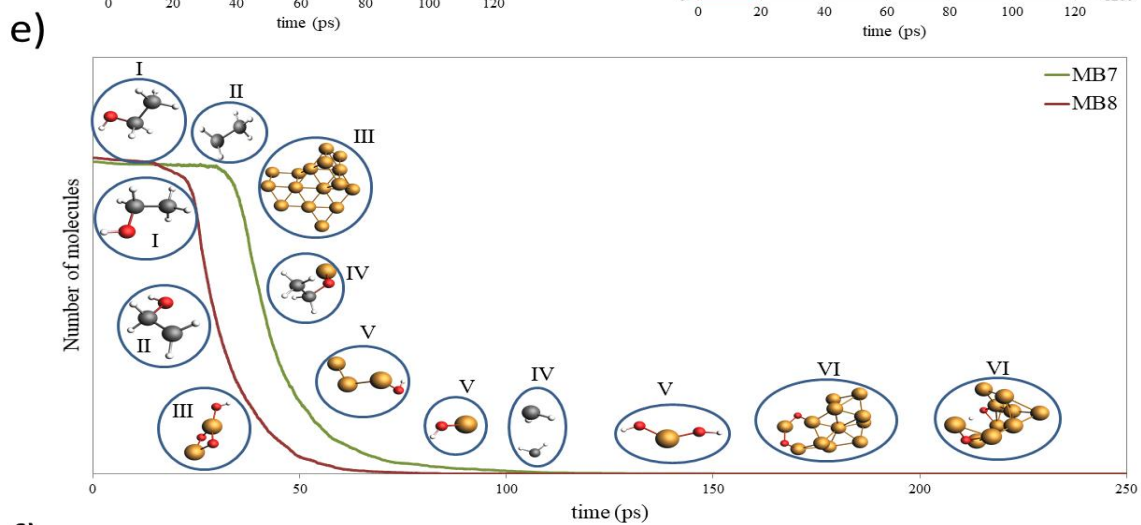 0 20 40 60 80 100 120
time (ps)
0 20 40 60 80 100 120
time (ps)
e)
MB7
MB8
Number of molecules
I
II
III
I
IV
II
V
III
V
IV
V
VI
VI
0 50 100 150 200 250
time (ps)